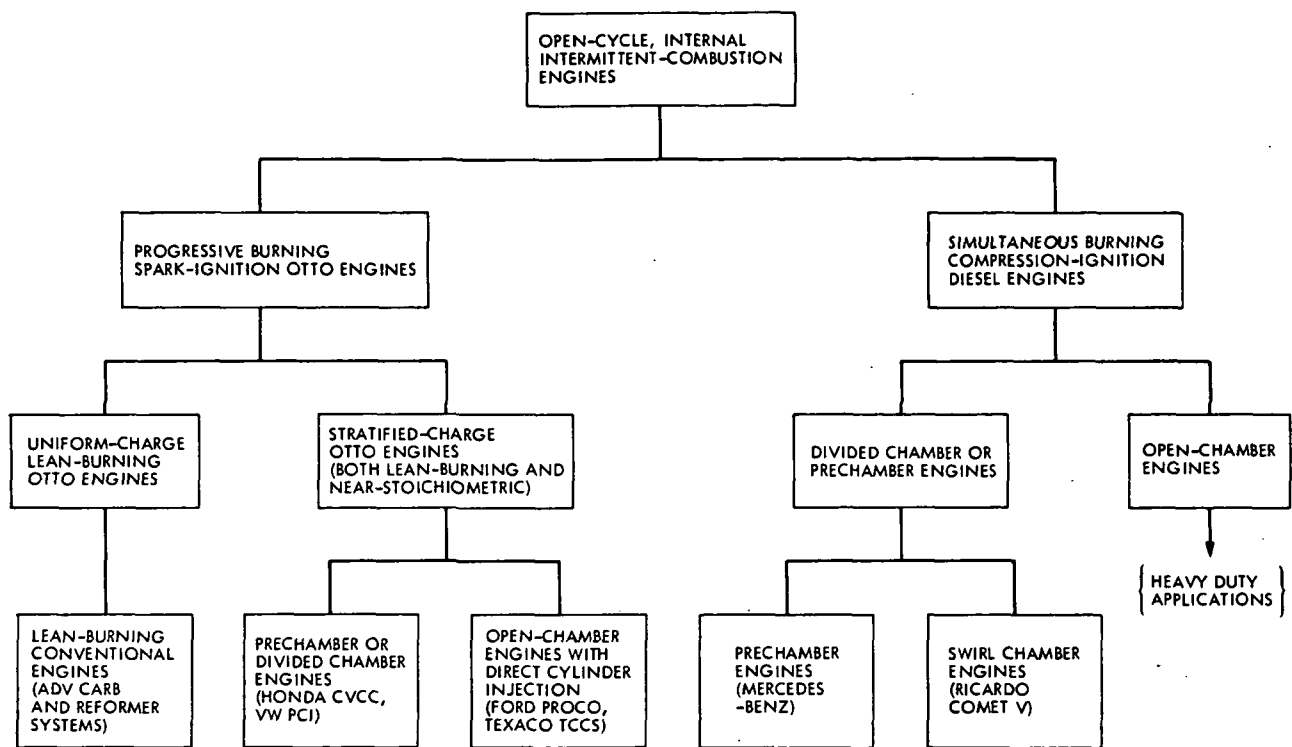 OPEN-CYCLE, INTERNAL
INTERMITTENT-COMBUSTION
ENGINES
PROGRESSIVE BURNING
SPARK-IGNITION OTTO ENGINES
SIMULTANEOUS BURNING
COMPRESSION-IGNITION
DIESEL ENGINES
UNIFORM-CHARGE
LEAN-BURNING
OTTO ENGINES
STRATIFIED-CHARGE
OTTO ENGINES
(BOTH LEAN-BURNING AND
NEAR-STOICHIOMETRIC)
DIVIDED CHAMBER OR
PRECHAMBER ENGINES
OPEN-CHAMBER
ENGINES
{HEAVY DUTY
APPLICATIONS}
LEAN-BURNING
CONVENTIONAL
ENGINES
(ADV CARB
AND REFORMER
SYSTEMS)
PRECHAMBER OR
DIVIDED CHAMBER
ENGINES
(HONDA CVCC,
VW PCI)
OPEN-CHAMBER
ENGINES WITH
DIRECT CYLINDER
INJECTION
(FORD PROCO,
TEXACO TCCS)
PRECHAMBER
ENGINES
(MERCEDES
-BENZ)
SWIRL CHAMBER
ENGINES
(RICARDO
COMET V)